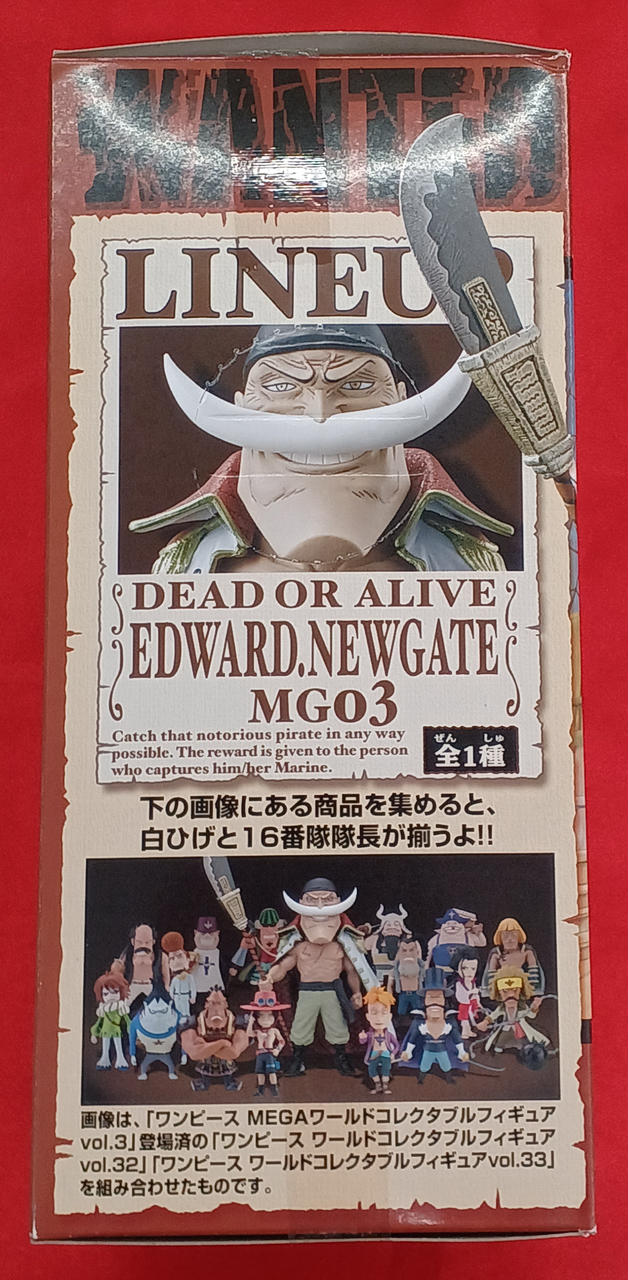 WANTED
LINEUP
DEAD OR ALIVE
EDWARD.NEWGATE
MG03
Catch that notorious pirate in any way
possible. The reward is given to the person
who captures him/her Marine.
ぜん しゅ
全1種
下の画像にある商品を集めると、
白ひげと16番隊隊長が揃うよ!!
画像は、「ワンピース MEGAワールドコレクタブルフィギュア
vol.3」登場済の「ワンピース ワールドコレクタブルフィギュア
vol.32」「ワンピース ワールドコレクタブルフィギュアvol.33」
を組み合わせたものです。